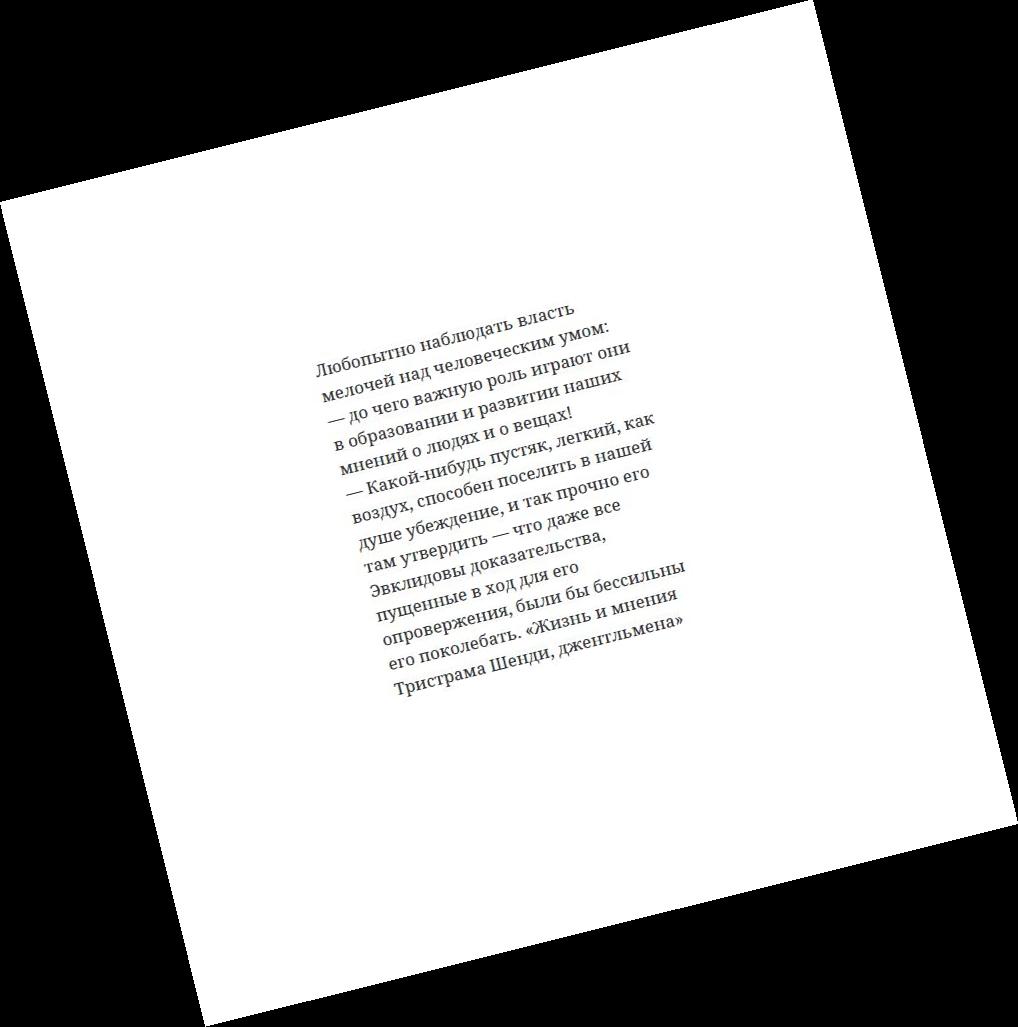 Любопытно наблюдать власть
мелочей над человеческим умом:
— до чего важную роль играют они
в образовании и развитии наших
мнений о людях и о вещах!
— Какой-нибудь пустяк, легкий, как
воздух, способен поселить в нашей
душе убеждение, и так прочно его
там утвердить — что даже все
Эвклидовы доказательства,
пущенные в ход для его
опровержения, были бы бессильны
его поколебать. «Жизнь и мнения
Тристрама Шенди, джентльмена»